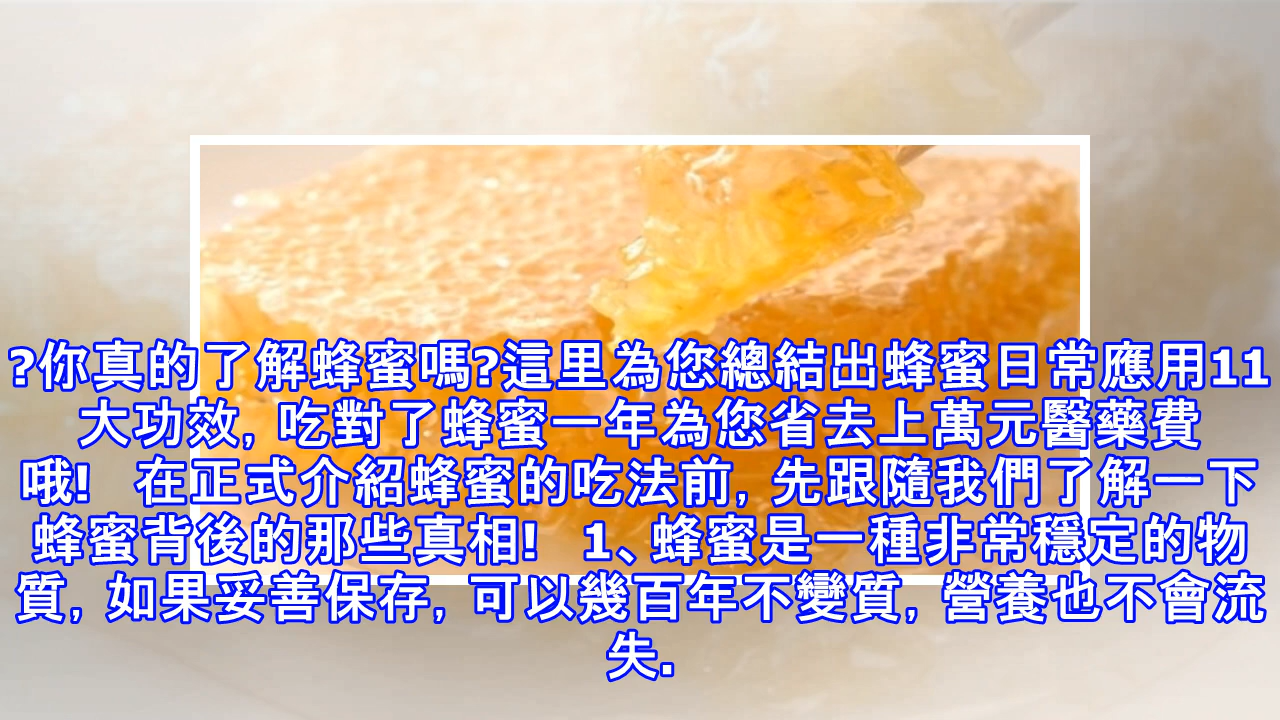 ?你真的了解蜂蜜嗎?這里為您總結出蜂蜜日常應用11
大功效, 吃對了蜂蜜一年為您省去上萬元醫藥費
哦! 在正式介紹蜂蜜的吃法前, 先跟隨我們了解一下
蜂蜜背後的那些真相! 1、蜂蜜是一種非常穩定的物
質, 如果妥善保存, 可以幾百年不變質, 營養也不會流
失.